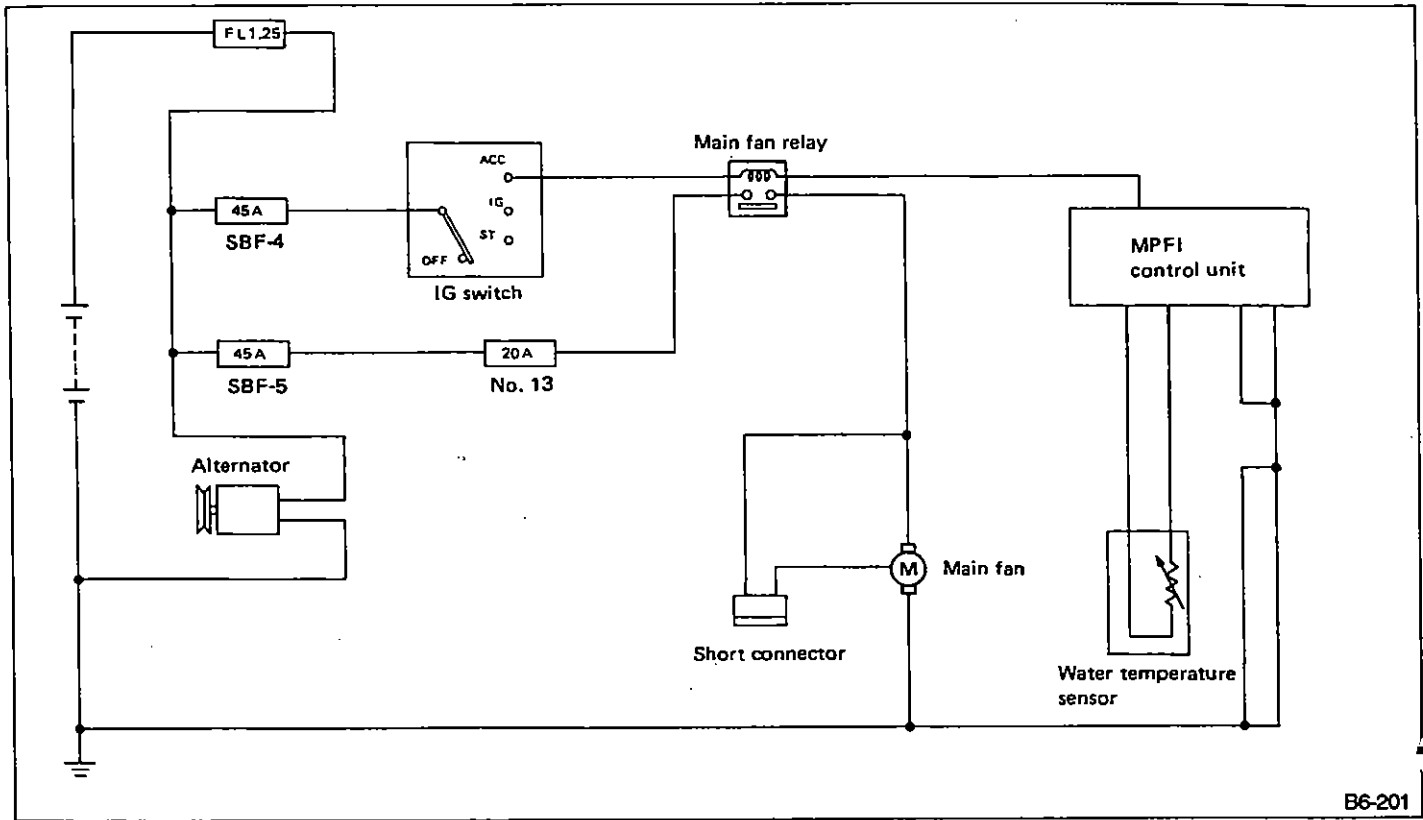 FL1.25
Main fan relay
ACC
IG
ST
OFF
45A
SBF-4
IG switch
MPFI
control unit
45A
SBF-5
20A
No. 13
Alternator
M
Main fan
Short connector
Water temperature
sensor
B6-201